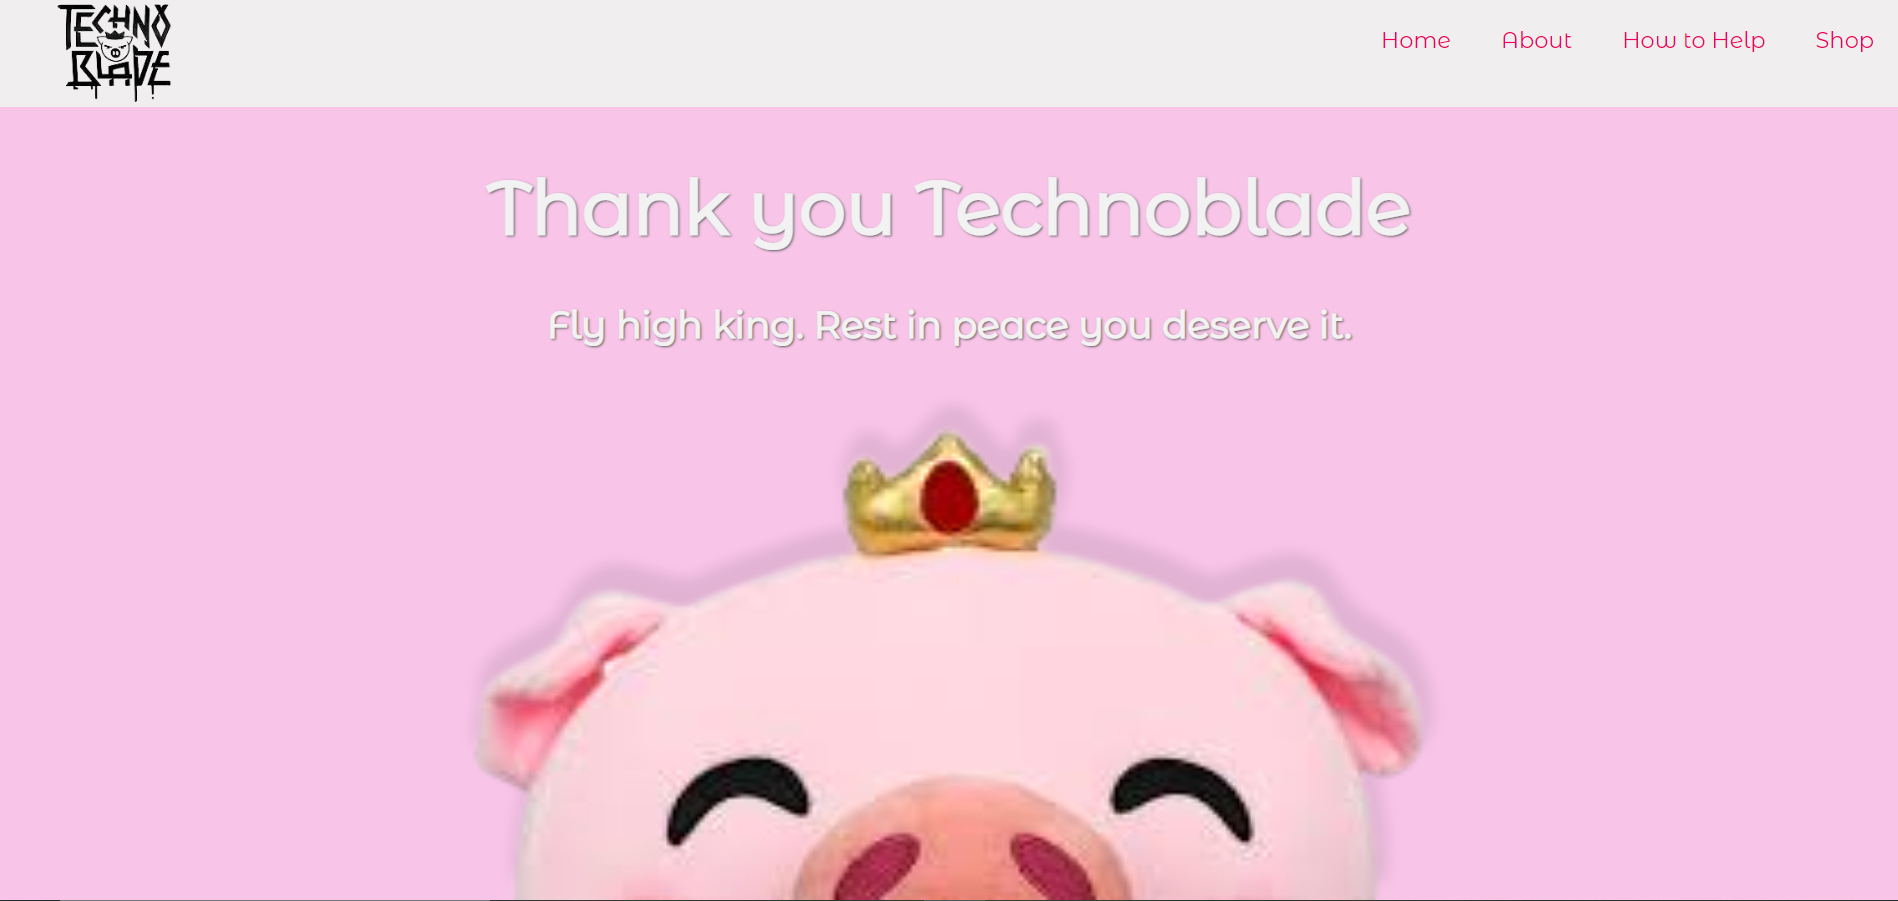 TECHNO
BLADE
Home About How to Help Shop
Thank you Technoblade
Fly high king. Rest in peace you deserve it.